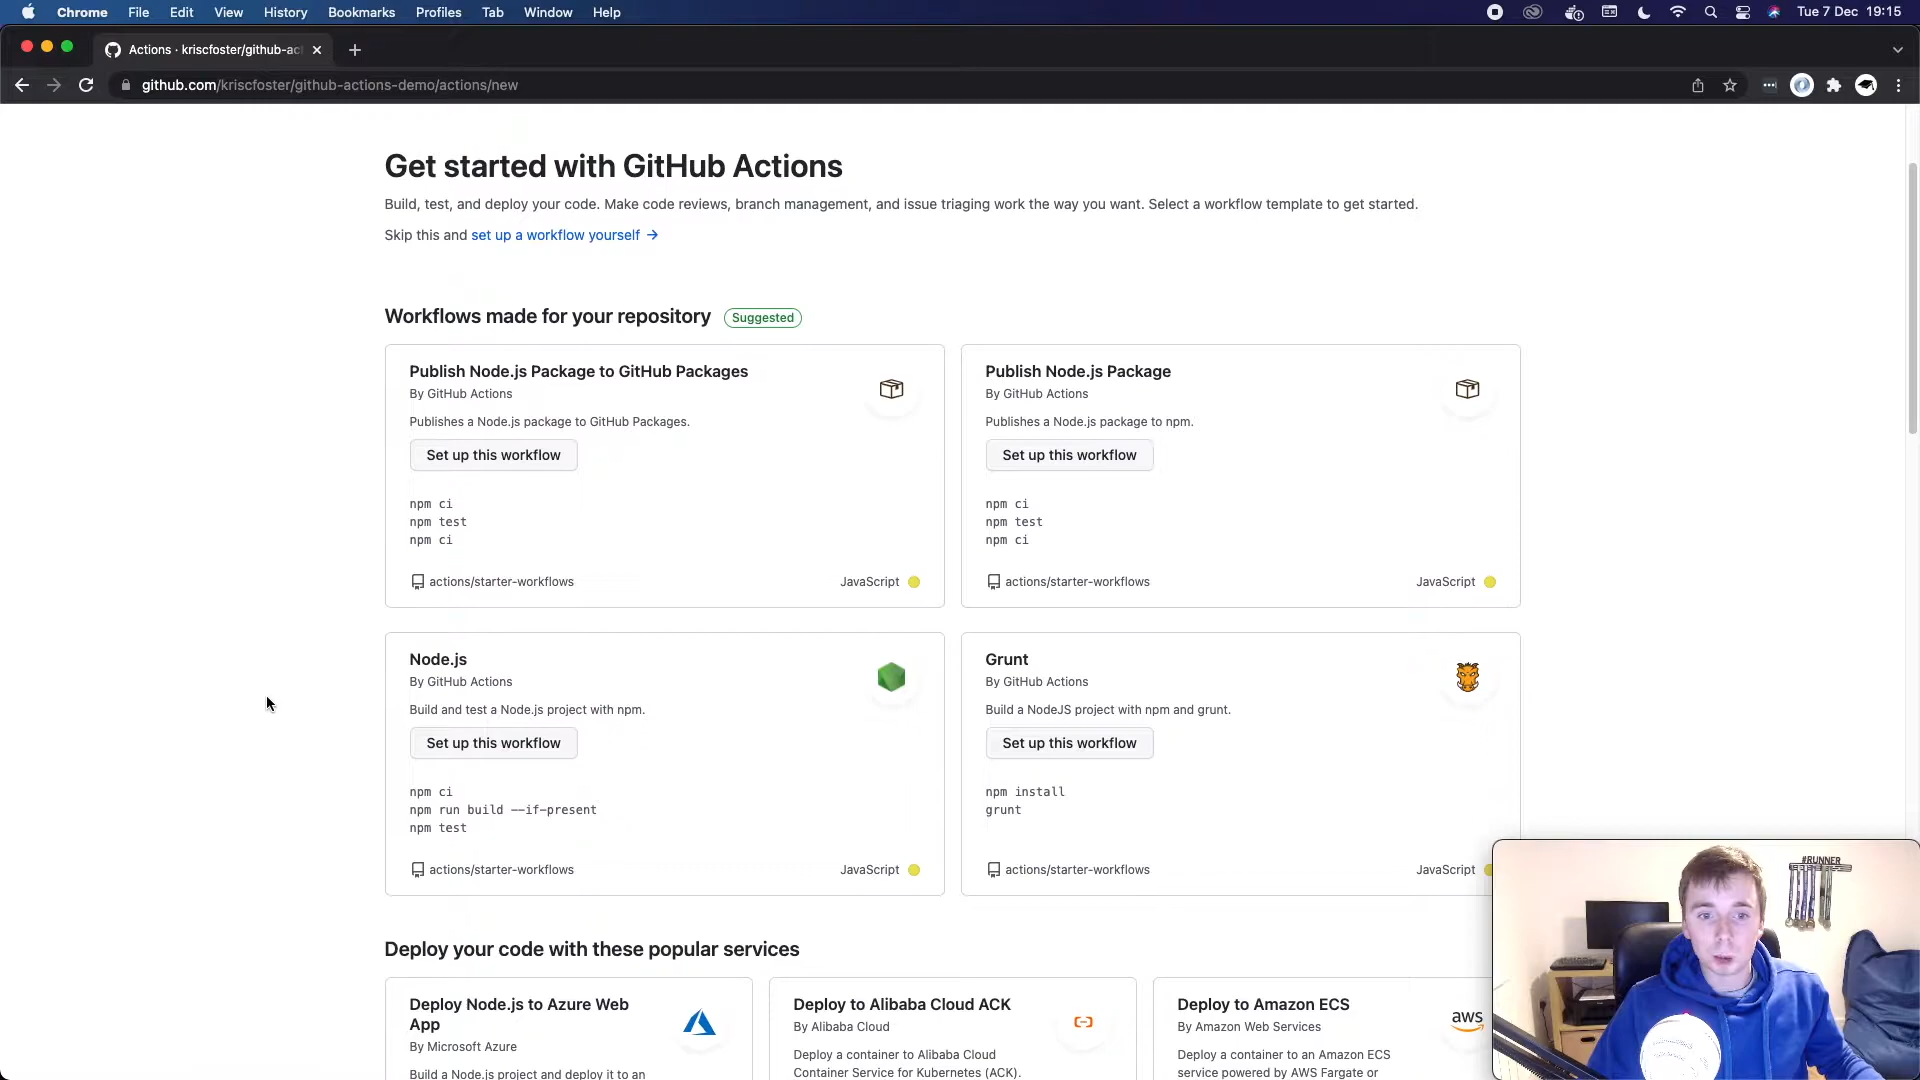 Chrome File Edit View History Bookmarks Profiles Tab Window Help Tue 7 Dec 19:15
Actions · kriscfoster/github-ac
github.com/kriscfoster/github-actions-demo/actions/new
Get started with GitHub Actions
Build, test, and deploy your code. Make code reviews, branch management, and issue triaging work the way you want. Select a workflow template to get started.
Skip this and set up a workflow yourself →
Workflows made for your repository Suggested
Publish Node.js Package to GitHub Packages
By GitHub Actions
Publishes a Node.js package to GitHub Packages.
Set up this workflow
npm ci
npm test
npm ci
actions/starter-workflows JavaScript
Publish Node.js Package
By GitHub Actions
Publishes a Node.js package to npm.
Set up this workflow
npm ci
npm test
npm ci
actions/starter-workflows JavaScript
Node.js
By GitHub Actions
Build and test a Node.js project with npm.
Set up this workflow
npm ci
npm run build --if-present
npm test
actions/starter-workflows JavaScript
Grunt
By GitHub Actions
Build a NodeJS project with npm and grunt.
Set up this workflow
npm install
grunt
actions/starter-workflows JavaScript
#RUNNER
Deploy your code with these popular services
Deploy Node.js to Azure Web
App
By Microsoft Azure
Build a Node.js project and deploy it to an
Deploy to Alibaba Cloud ACK
By Alibaba Cloud
Deploy a container to Alibaba Cloud
Container Service for Kubernetes (ACK).
Deploy to Amazon ECS
By Amazon Web Services
aws
Deploy a container to an Amazon ECS
service powered by AWS Fargate or